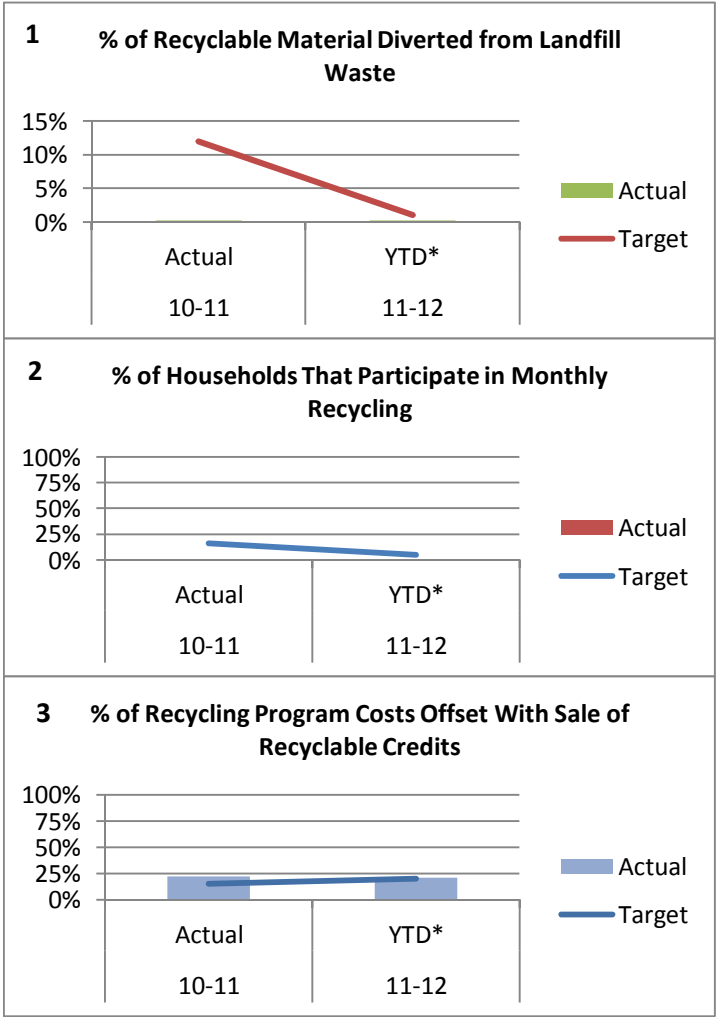 1 % of Recyclable Material Diverted from Landfill
Waste
15%
10%
5%
0%
Actual YTD*
10-11 11-12
Actual
Target
2 % of Households That Participate in Monthly
Recycling
100%
75%
50%
25%
0%
Actual YTD*
10-11 11-12
Actual
Target
3 % of Recycling Program Costs Offset With Sale of
Recyclable Credits
100%
75%
50%
25%
0%
Actual YTD*
10-11 11-12
Actual
Target